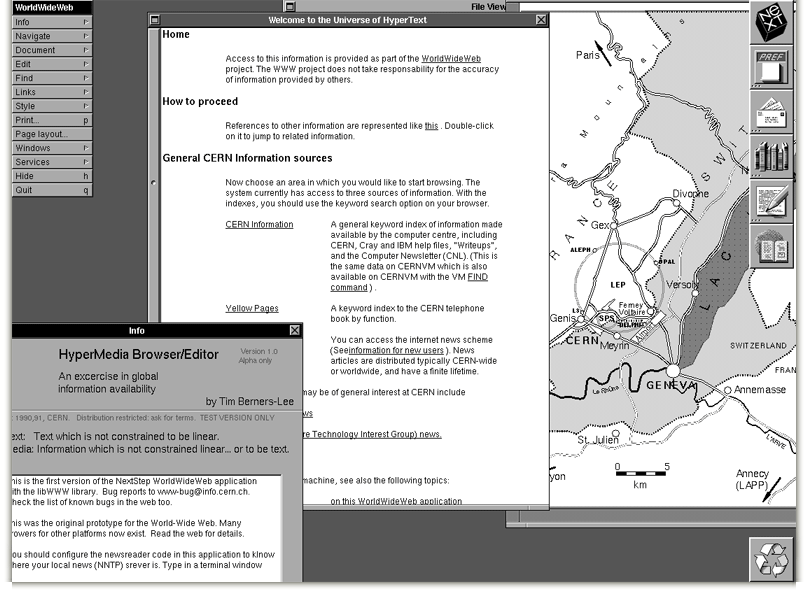 WorldWideWeb
Info
Navigate
Document
Edit
Find
Links
Style
Print... p
Page layout...
Windows
Services
Hide h
Quit q
File View
Welcome to the Universe of HyperText
Home
Access to this information is provided as part of the WorldWideWeb
project. The WWW project does not take responsability for the accuracy
of information provided by others.
How to proceed
References to other information are represented like this . Double-click
on it to jump to related information.
General CERN Information sources
Now choose an area in which you would like to start browsing. The
system currently has access to three sources of information. With the
indexes, you should use the keyword search option on your browser.
CERN Information
A general keyword index of information made
available by the computer centre, including
CERN, Cray and IBM help files, "Writeups",
and the Computer Newsletter (CNL). (This is
the same data on CERNVM which is also
available on CERNVM with the VM FIND
command ) .
Yellow Pages
A keyword index to the CERN telephone
book by function.
You can access the internet news scheme
(Seeinformation for new users ). News
articles are distributed typically CERN-wide
or worldwide, and have a finite lifetime.
may be of general interest at CERN include
ws
re Technology Interest Group) news.
machine, see also the following topics:
on this WorldWideWeb application
Info
HyperMedia Browser/Editor
Version 1.0
Alpha only
An excercise in global
information availability
by Tim Berners-Lee
1990,91, CERN. Distribution restricted: ask for terms. TEST VERSION ONLY
ext: Text which is not constrained to be linear.
edia: Information which is not constrained linear... or to be text.
his is the first version of the NextStep WorldWideWeb application
ith the libWWW library. Bug reports to www-bug@info.cern.ch.
heck the list of known bugs in the web too.
his was the original prototype for the World-Wide Web. Many
rowers for other platforms now exist. Read the web for details.
ou should configure the newsreader code in this application to klnow
here your local news (NNTP) srever is. Type in a terminal window
Paris
ra Mountains
FRANCE
SWIT
LAC
Divonne
Gex
ALEPH
OPAL
LEP
Versoix
Ferney
Voltaire
L3
SPS
DELPHI
Genis
CERN
Meyrin
SWITZERLAND
FRAN
GENEVA
Annemasse
La Rhône
L'ARVE
St. Julien
yon
0 5
km
Annecy
(LAPP)
NEXT
PREF